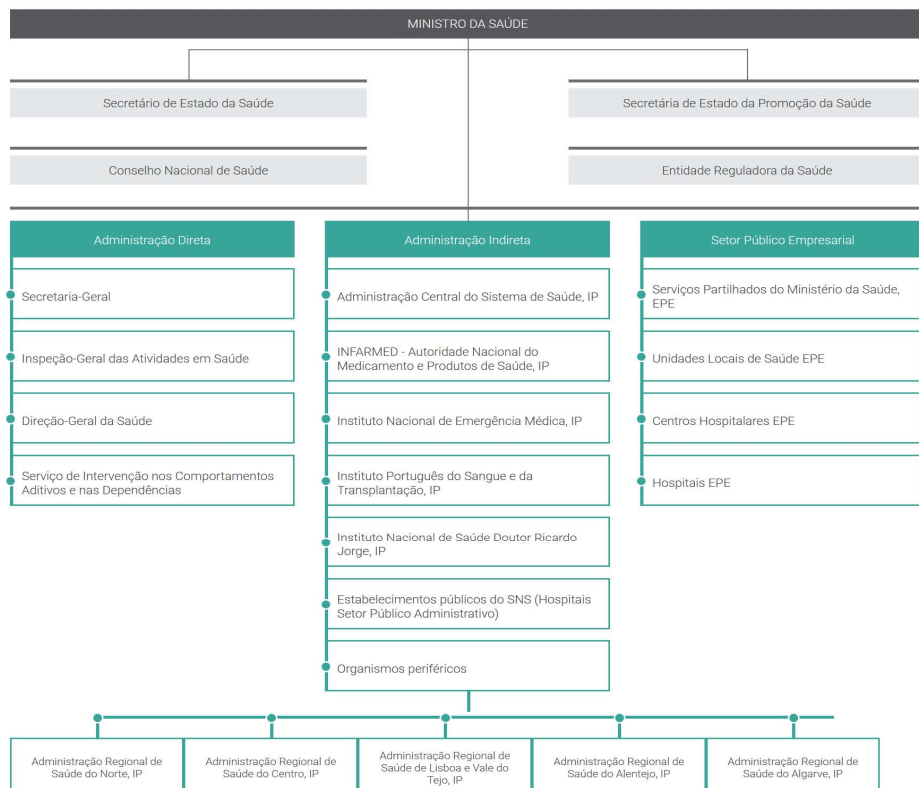 MINISTRO DA SAÚDE
Secretário de Estado da Saúde
Secretária de Estado da Promoção da Saúde
Conselho Nacional de Saúde
Entidade Reguladora da Saúde
Administração Direta
Secretaria-Geral
Inspeção-Geral das Atividades em Saúde
Direção-Geral da Saúde
Serviço de Intervenção nos Comportamentos
Aditivos e nas Dependências
Administração Indireta
Administração Central do Sistema de Saúde, IP
INFARMED - Autoridade Nacional do
Medicamento e Produtos de Saúde, IP
Instituto Nacional de Emergência Médica, IP
Instituto Português do Sangue e da
Transplantação, IP
Instituto Nacional de Saúde Doutor Ricardo
Jorge, IP
Estabelecimentos públicos do SNS (Hospitais
Setor Público Administrativo)
Organismos periféricos
Setor Público Empresarial
Serviços Partilhados do Ministério da Saúde,
EPE
Unidades Locais de Saúde EPE
Centros Hospitalares EPE
Hospitais EPE
Administração Regional de
Saúde do Norte, IP
Administração Regional de
Saúde do Centro, IP
Administração Regional de
Saúde de Lisboa e Vale do
Tejo, IP
Administração Regional de
Saúde do Alentejo, IP
Administração Regional de
Saúde do Algarve, IP